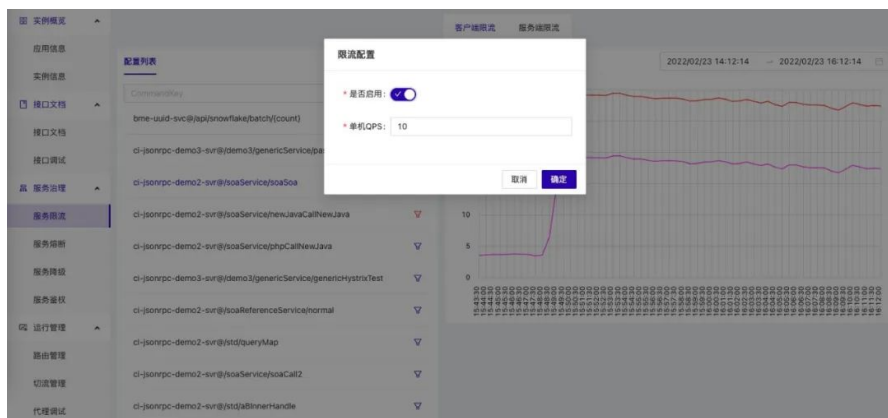 实例概览
应用信息
实例信息
接口文档
接口文档
接口调试
服务治理
服务限流
服务熔断
服务降级
服务鉴权
运行管理
路由管理
切流管理
代理调试
配置列表
CommandKey
bme-uuid-svc@/api/snowflake/batch/{count}
ci-jsonrpc-demo3-svr@/demo3/genericService/pa
ci-jsonrpc-demo2-svr@/soaService/soaSoa
ci-jsonrpc-demo2-svr@/soaService/newJavaCallNewJava
ci-jsonrpc-demo2-svr@/soaService/phpCallNewJava
ci-jsonrpc-demo3-svr@/demo3/genericService/genericHystrixTest
ci-jsonrpc-demo2-svr@/soaReferenceService/normal
ci-jsonrpc-demo2-svr@/std/queryMap
ci-jsonrpc-demo2-svr@/soaService/soaCall2
ci-jsonrpc-demo2-svr@/std/aBInnerHandle
限流配置
* 是否启用:
* 单机QPS: 10
取消 确定
客户端限流 服务端限流
2022/02/23 14:12:14 → 2022/02/23 16:12:14
10
5
0